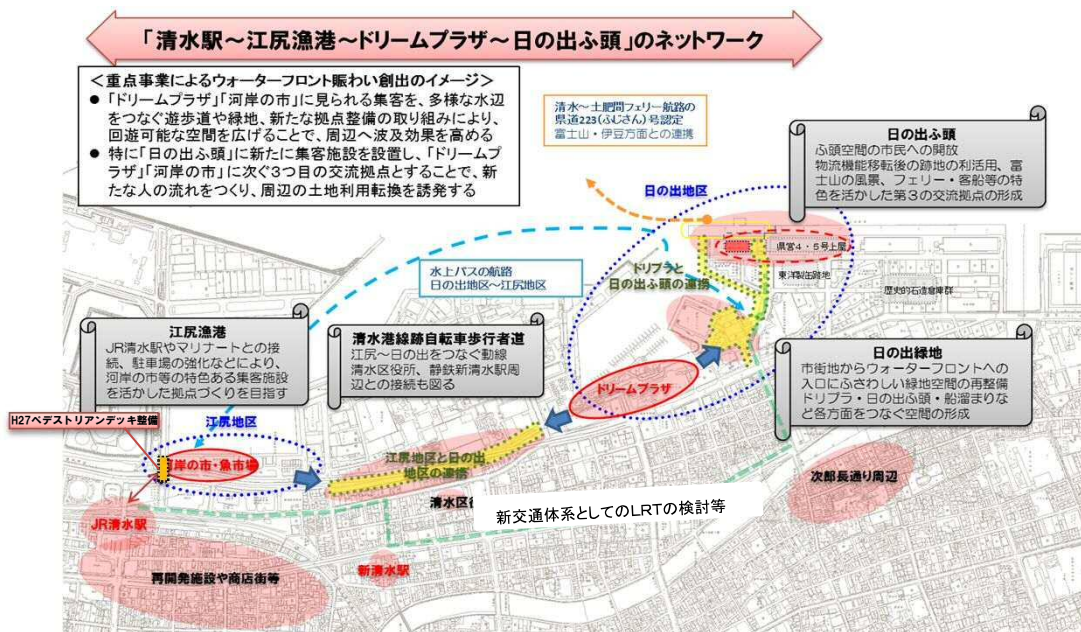 「清水駅～江尻漁港～ドリームプラザ～日の出ふ頭」のネットワーク
＜重点事業によるウォーターフロント賑わい創出のイメージ＞
● 「ドリームプラザ」「河岸の市」に見られる集客を、多様な水辺
をつなぐ遊歩道や緑地、新たな拠点整備の取り組みにより、
回遊可能な空間を広げることで、周辺へ波及効果を高める
● 特に「日の出ふ頭」に新たに集客施設を設置し、「ドリームプ
ラザ」「河岸の市」に次ぐ3つ目の交流拠点とすることで、新
たな人の流れをつくり、周辺の土地利用転換を誘発する
清水～土肥間フェリー航路の
県道223(ふじさん)号認定
富士山・伊豆方面との連携
日の出ふ頭
ふ頭空間の市民への開放
物流機能移転後の跡地の利活用、富
士山の風景、フェリー・客船等の特
色を活かした第３の交流拠点の形成
日の出地区
県営４・５号上屋
東洋製缶跡地
歴史的石造倉庫群
ドリプラと
日の出ふ頭の連携
水上バスの航路
日の出地区～江尻地区
江尻漁港
JR清水駅やマリナートとの接
続、駐車場の強化などにより、
河岸の市等の特色ある集客施設
を活かした拠点づくりを目指す
清水港線跡自転車歩行者道
江尻～日の出をつなぐ動線
清水区役所、静鉄新清水駅周
辺との接続も図る
日の出緑地
市街地からウォーターフロントへの
入口にふさわしい緑地空間の再整備
ドリプラ・日の出ふ頭・船溜まりな
ど各方面をつなぐ空間の形成
ドリームプラザ
H27ペデストリアンデッキ整備
江尻地区
河岸の市・魚市場
江尻地区と日の出
地区の連携
清水区役
新交通体系としてのLRTの検討等
次郎長通り周辺
JR清水駅
新清水駅
再開発施設や商店街等